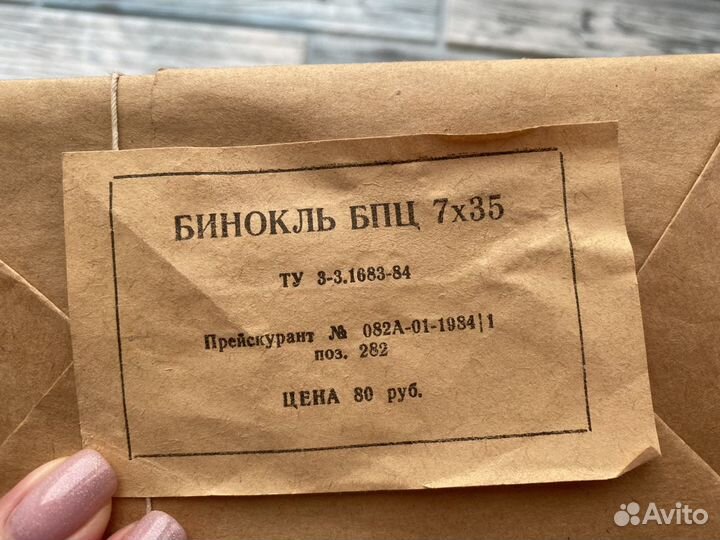 БИНОКЛЬ БПЦ 7х35
ТУ 3-3.1683-84
Прейскурант № 082А-01-1984/1
поз. 282
ЦЕНА 80 руб.
Avito